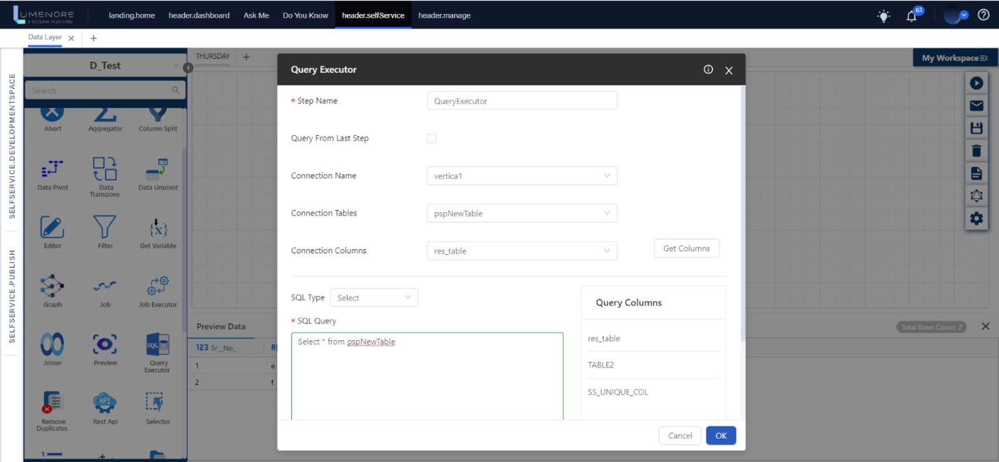 LUMENORE
A NETLINK PLATFORM
landing.home
header.dashboard
Ask Me
Do You Know
header.selfService
header.manage
63
Data Layer
SELFSERVICE.DEVELOPMENTSPACE
SELFSERVICE.PUBLISH
D_Test
Search
Abort
Aggregator
Column Split
Data Pivot
Data
Transpose
Data Unpivot
Editor
Filter
Get Variable
Graph
Job
Job Executor
Joiner
Preview
SQL
Query
Executor
Remove
Duplicates
API
Rest Api
Selector
THURSDAY
My Workspace
Query Executor
* Step Name
QueryExecutor
Query From Last Step
Connection Name
vertica1
Connection Tables
pspNewTable
Connection Columns
res_table
Get Columns
SQL Type
Select
* SQL Query
Select * from pspNewTable
Query Columns
res_table
TABLE2
SS_UNIQUE_COL
Cancel
OK
Preview Data
Total Rows Count: 2
123 Sr._No_
1
e
2
f